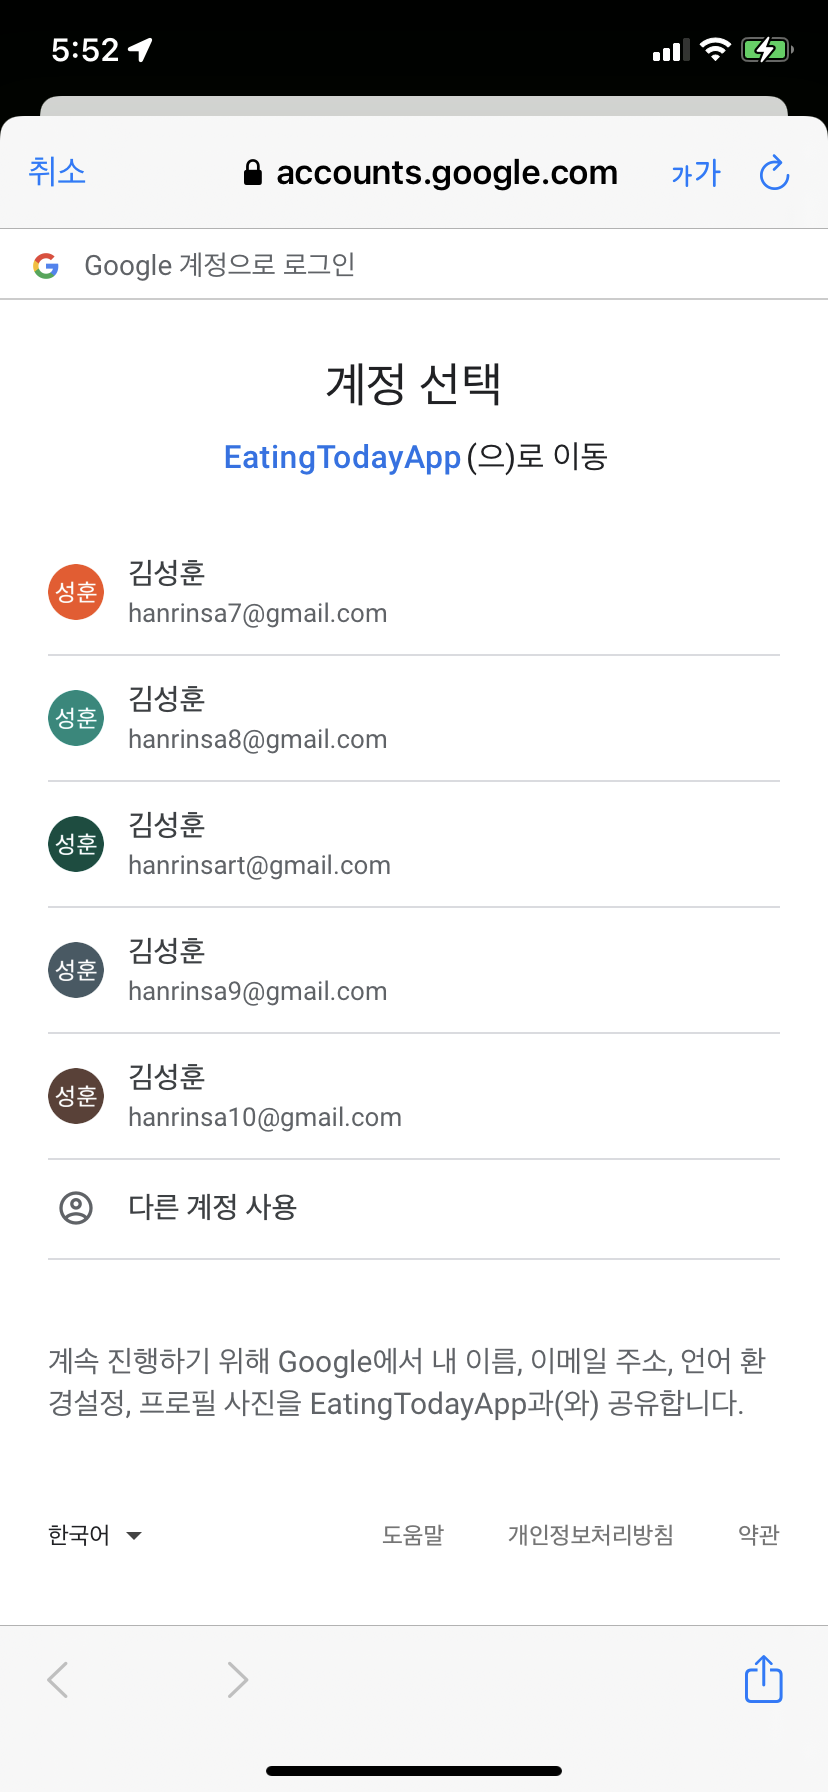 5:52
취소
accounts.google.com
가가
Google 계정으로 로그인
계정 선택
EatingTodayApp(으)로 이동
성훈
김성훈
hanrinsa7@gmail.com
성훈
김성훈
hanrinsa8@gmail.com
성훈
김성훈
hanrinsart@gmail.com
성훈
김성훈
hanrinsa9@gmail.com
성훈
김성훈
hanrinsa10@gmail.com
다른 계정 사용
계속 진행하기 위해 Google에서 내 이름, 이메일 주소, 언어 환
경설정, 프로필 사진을 EatingTodayApp과(와) 공유합니다.
한국어
도움말
개인정보처리방침
약관